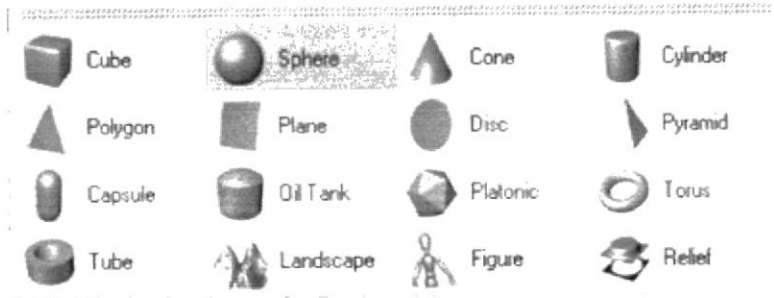 Cube Sphere Cone Cylinder
Polygon Plane Disc Pyramid
Capsule Oil Tank Platonic Torus
Tube Landscape Figure Relief